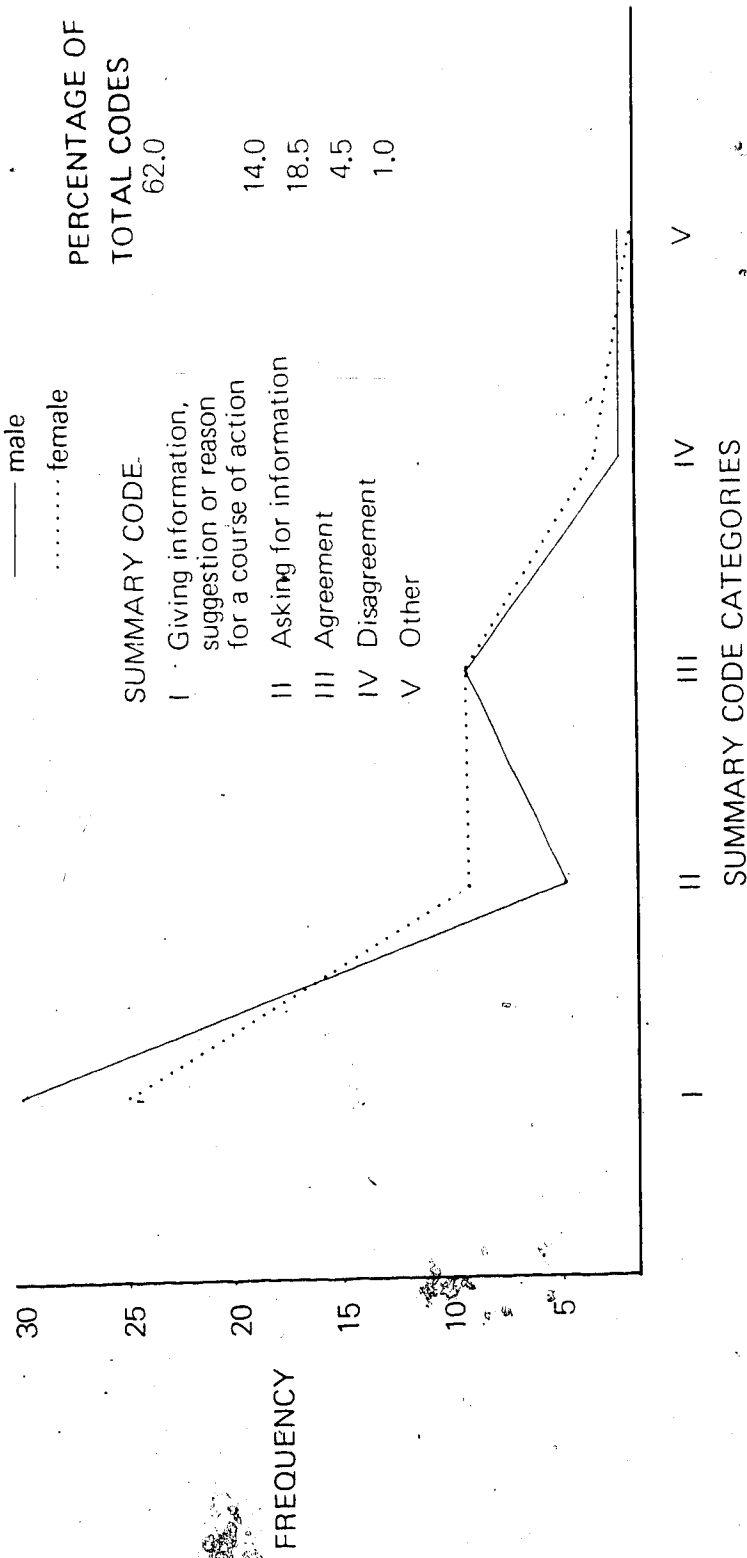 male
female
PERCENTAGE OF
TOTAL CODES
SUMMARY CODE
I Giving information, 62.0
suggestion or reason
for a course of action
II Asking for information 14.0
III Agreement 18.5
IV Disagreement 4.5
V Other 1.0
30
25
20
15
10
5
FREQUENCY
I II III IV V
SUMMARY CODE CATEGORIES